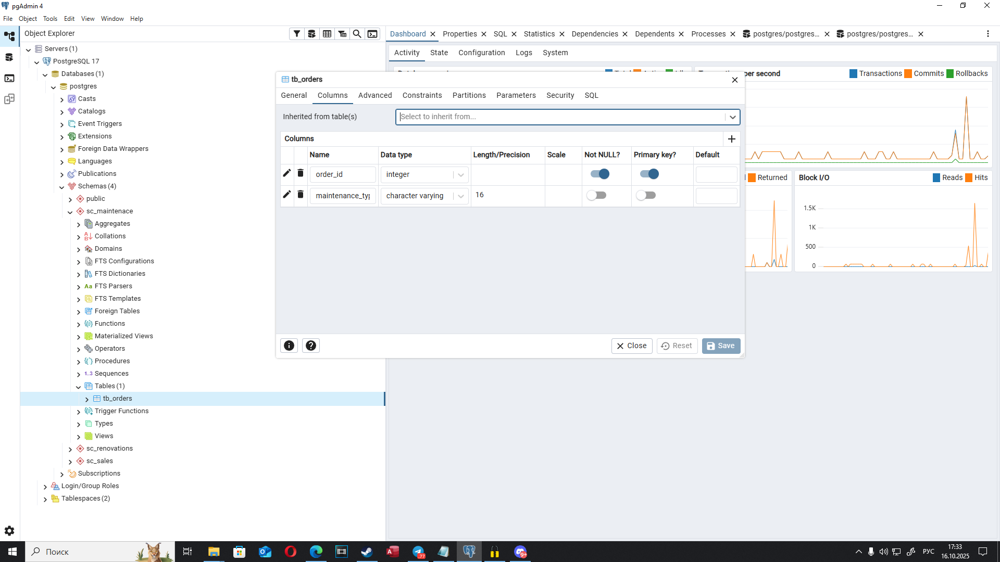 pgAdmin 4
File Object Tools Edit View Window Help
Object Explorer
Dashboard Properties SQL Statistics Dependencies Dependents Processes postgres/postgres... postgres/postgres...
Activity State Configuration Logs System
Servers (1)
PostgreSQL 17
Databases (1)
postgres
Casts
Catalogs
Event Triggers
Extensions
Foreign Data Wrappers
Languages
Publications
Schemas (4)
public
sc_maintenace
Aggregates
Collations
Domains
FTS Configurations
FTS Dictionaries
Aa FTS Parsers
FTS Templates
Foreign Tables
Functions
Materialized Views
Operators
Procedures
1..3 Sequences
Tables (1)
tb_orders
Trigger Functions
Types
Views
sc_renovations
sc_sales
Subscriptions
Login/Group Roles
Tablespaces (2)
tb_orders
General Columns Advanced Constraints Partitions Parameters Security SQL
Inherited from table(s) Select to inherit from...
Columns
Name Data type Length/Precision Scale Not NULL? Primary key? Default
order_id integer
maintenance_typ character varying 16
Close Reset Save
per second Transactions Commits Rollbacks
Returned
Block I/O Reads Hits
1.5K
1K
500
0
Поиск
77
9+
РУС
17:33
16.10.2025